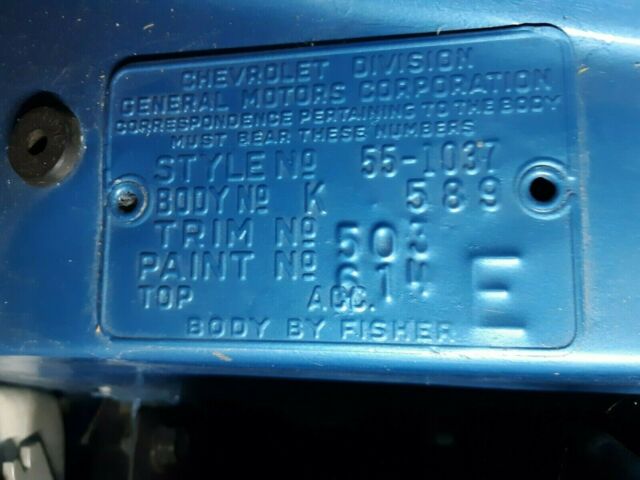 CHEVROLET DIVISION
GENERAL MOTORS CORPORATION
CORRESPONDENCE PERTAINING TO THE BODY
MUST BEAR THESE NUMBERS
STYLE NO 55-1037
BODY NO K 589
TRIM NO 503
PAINT NO 614 E
TOP ACC.
BODY BY FISHER